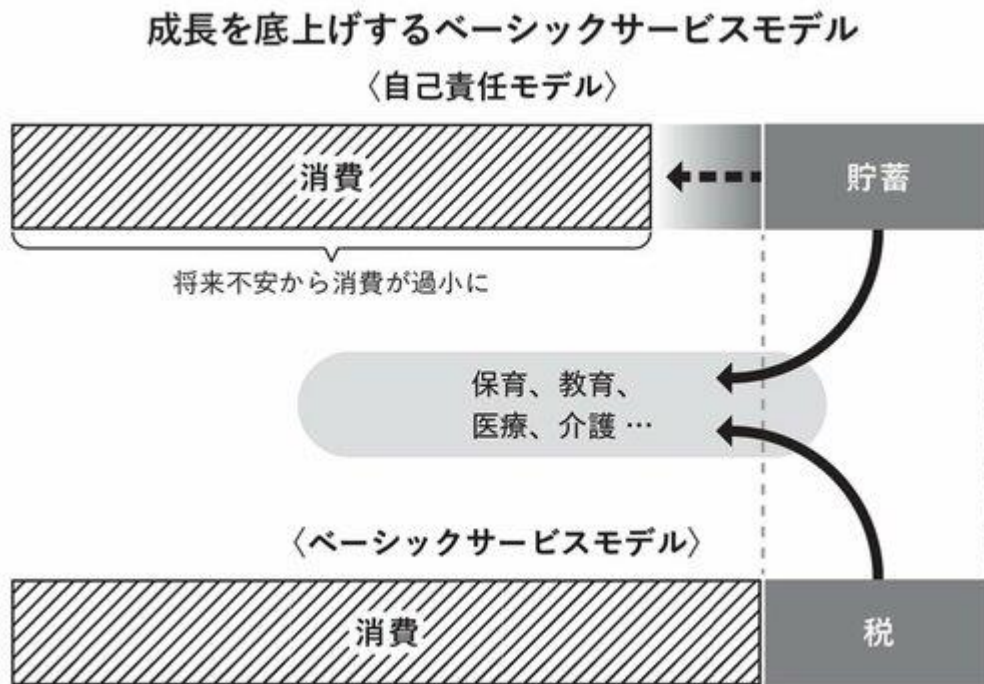 成長を底上げするベーシックサービスモデル
〈自己責任モデル〉
消費
貯蓄
将来不安から消費が過小に
保育、教育、
医療、介護…
〈ベーシックサービスモデル〉
消費
税